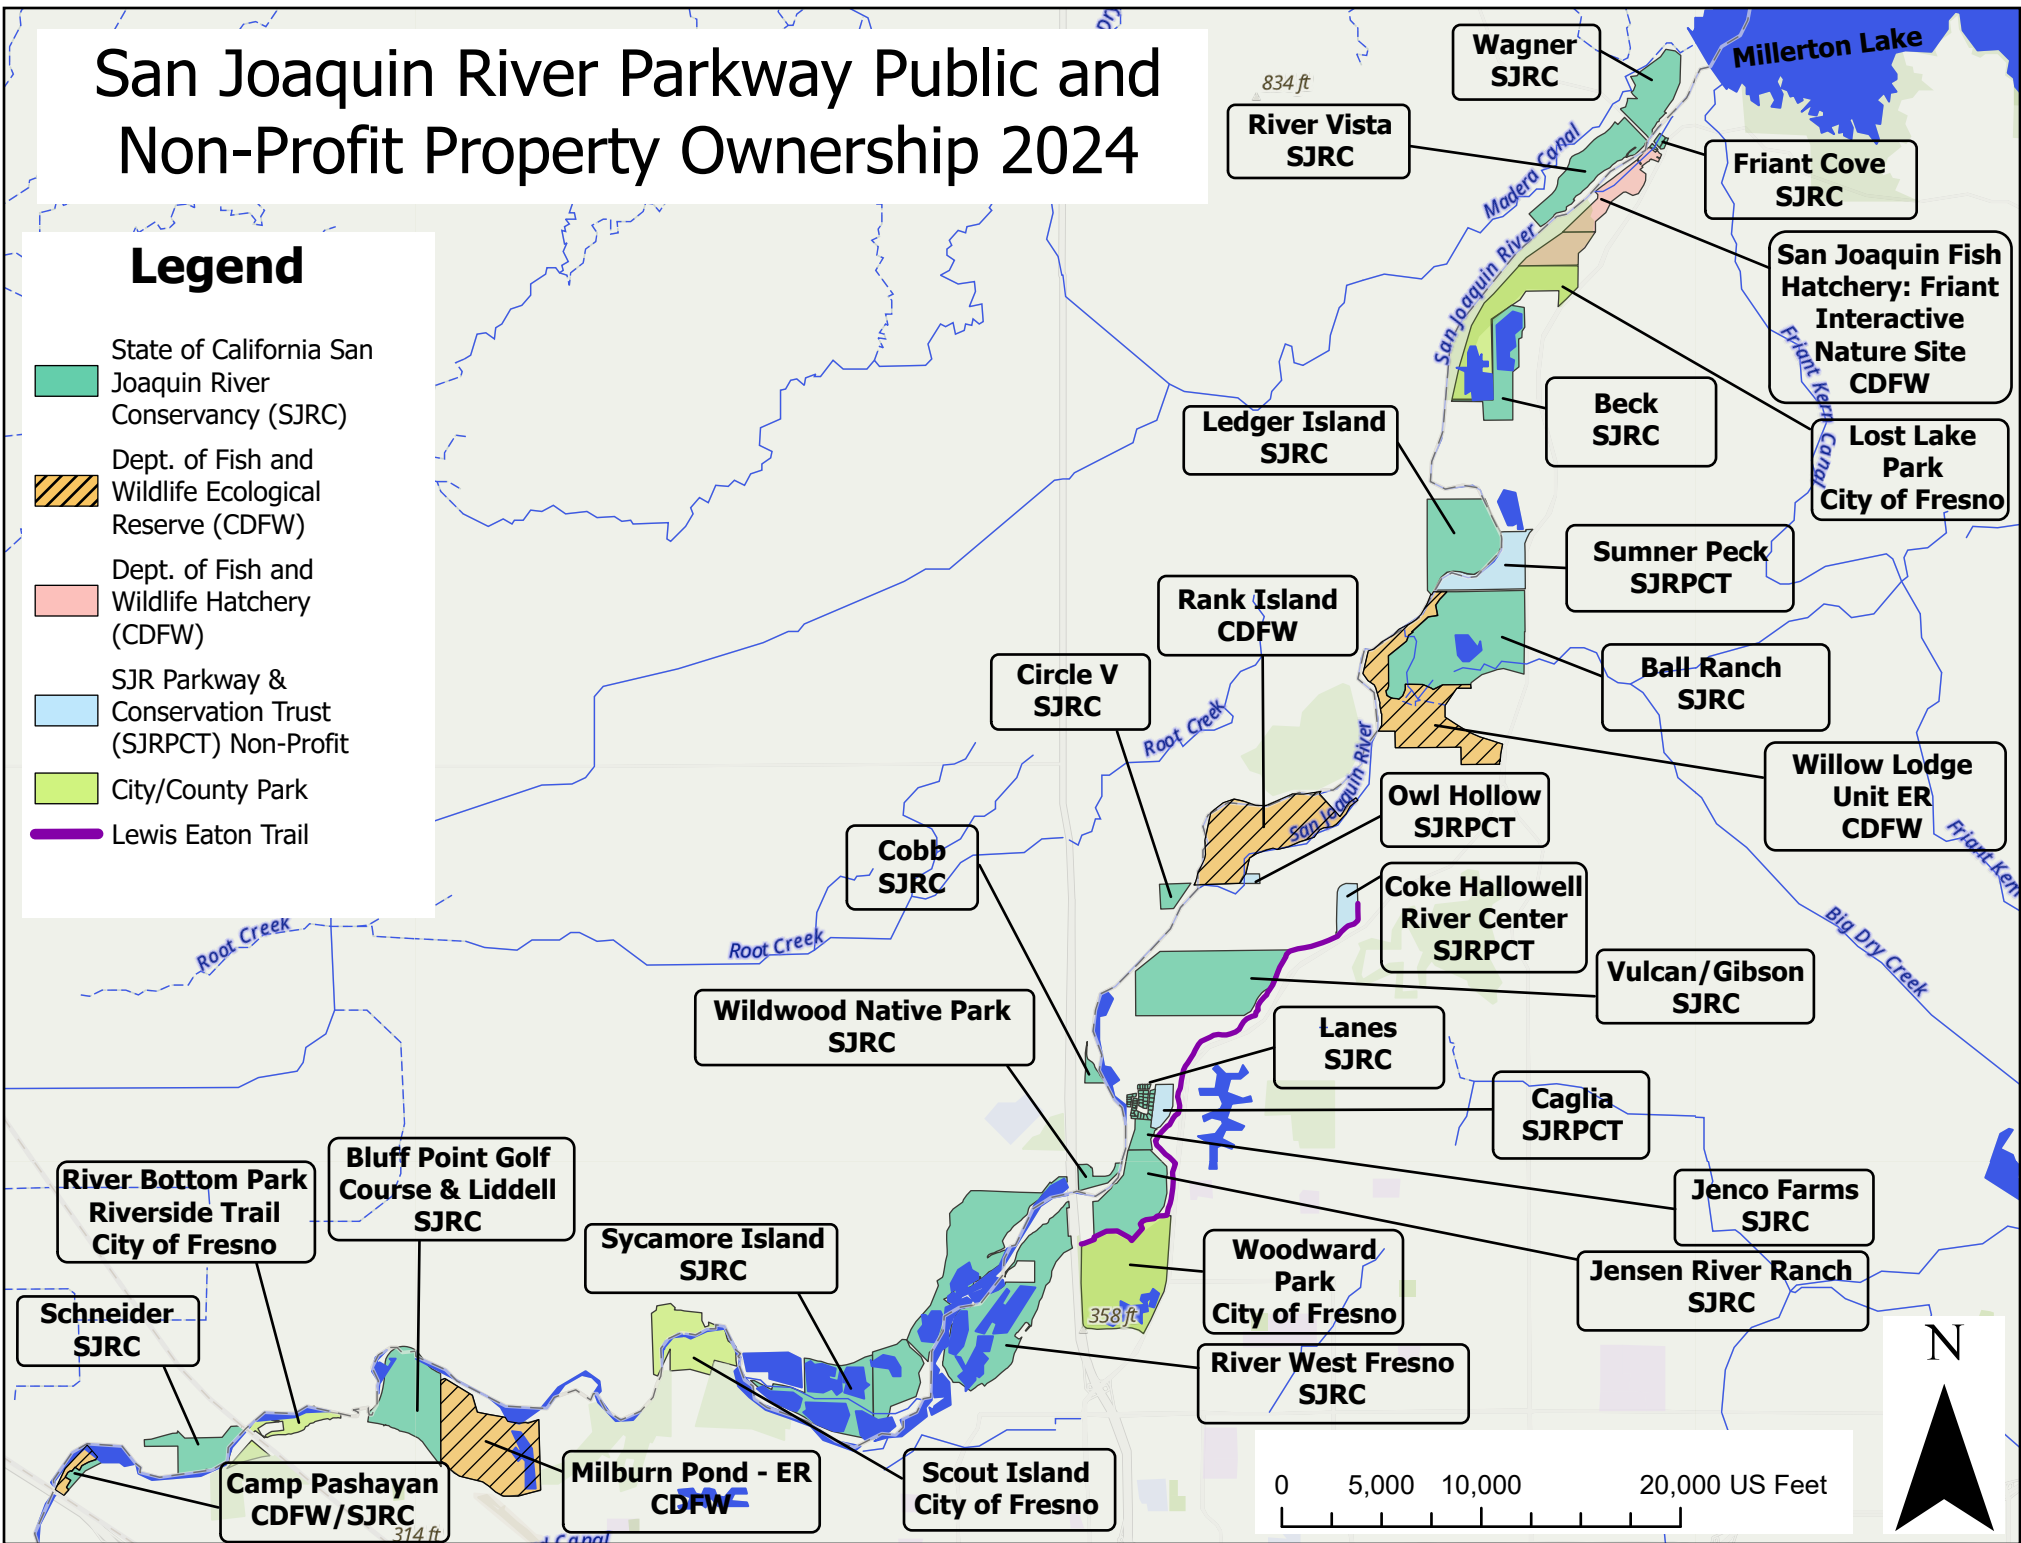 San Joaquin River Parkway Public and
Non-Profit Property Ownership 2024
Legend
State of California San
Joaquin River
Conservancy (SJRC)
Dept. of Fish and
Wildlife Ecological
Reserve (CDFW)
Dept. of Fish and
Wildlife Hatchery
(CDFW)
SJR Parkway &
Conservation Trust
(SJRPCT) Non-Profit
City/County Park
Lewis Eaton Trail
Dry
834 ft
Wagner
SJRC
Millerton Lake
River Vista
SJRC
Madera Canal
Friant Cove
SJRC
San Joaquin River
San Joaquin Fish
Hatchery: Friant
Interactive
Nature Site
CDFW
Friant Kern Canal
Beck
SJRC
Ledger Island
SJRC
Lost Lake
Park
City of Fresno
Sumner Peck
SJRPCT
Rank Island
CDFW
Ball Ranch
SJRC
Circle V
SJRC
Root Creek
San Joaquin River
Willow Lodge
Unit ER
CDFW
Owl Hollow
SJRPCT
Friant Kern
Cobb
SJRC
Coke Hallowell
River Center
SJRPCT
Big Dry Creek
Root Creek
Root Creek
Vulcan/Gibson
SJRC
Wildwood Native Park
SJRC
Lanes
SJRC
Caglia
SJRPCT
Bluff Point Golf
Course & Liddell
SJRC
River Bottom Park
Riverside Trail
City of Fresno
Jenco Farms
SJRC
Sycamore Island
SJRC
Woodward
Park
City of Fresno
Jensen River Ranch
SJRC
358 ft
Schneider
SJRC
River West Fresno
SJRC
N
Camp Pashayan
CDFW/SJRC
314 ft
Milburn Pond - ER
CDFW
Scout Island
City of Fresno
Canal
0 5,000 10,000 20,000 US Feet